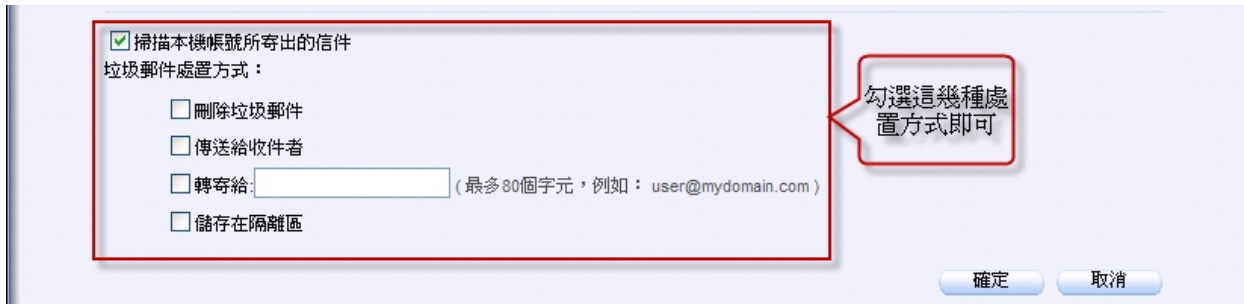 掃描本機帳號所寄出的信件
垃圾郵件處置方式：
刪除垃圾郵件
傳送給收件者
轉寄給:
(最多80個字元，例如： user@mydomain.com )
儲存在隔離區
勾選這幾種處
置方式即可
確定
取消